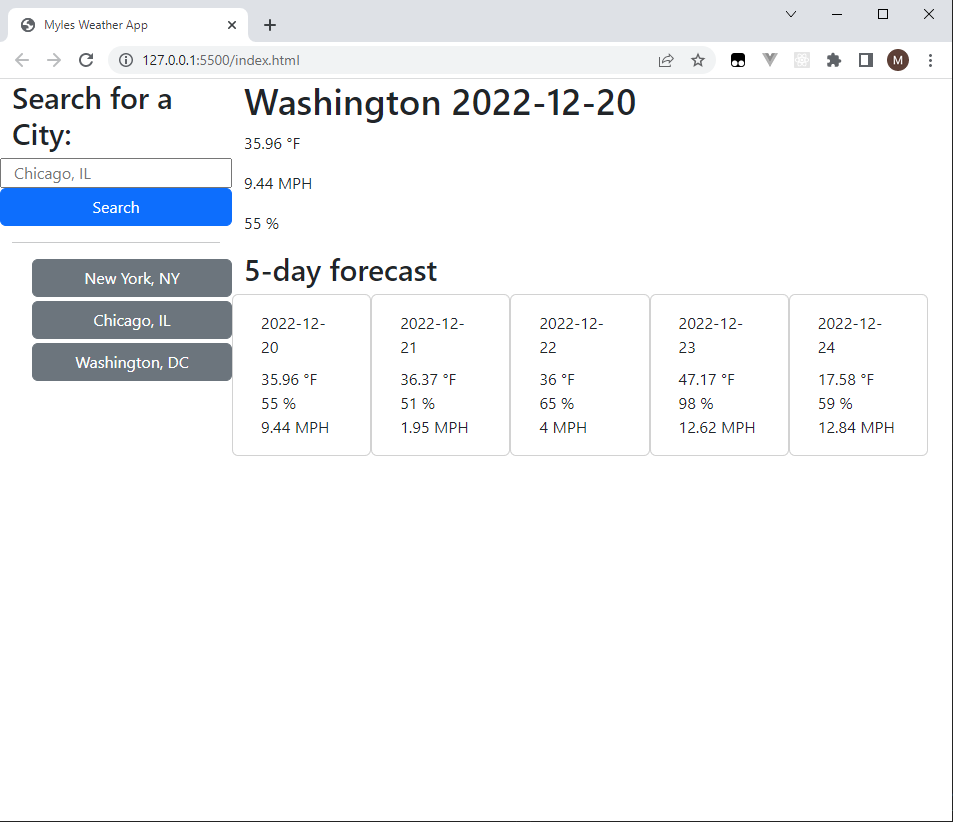 Myles Weather App
127.0.0.1:5500/index.html
M
Search for a
City:
Chicago, IL
Search
New York, NY
Chicago, IL
Washington, DC
Washington 2022-12-20
35.96 °F
9.44 MPH
55 %
5-day forecast
2022-12-
20
35.96 °F
55 %
9.44 MPH
2022-12-
21
36.37 °F
51 %
1.95 MPH
2022-12-
22
36 °F
65 %
4 MPH
2022-12-
23
47.17 °F
98 %
12.62 MPH
2022-12-
24
17.58 °F
59 %
12.84 MPH